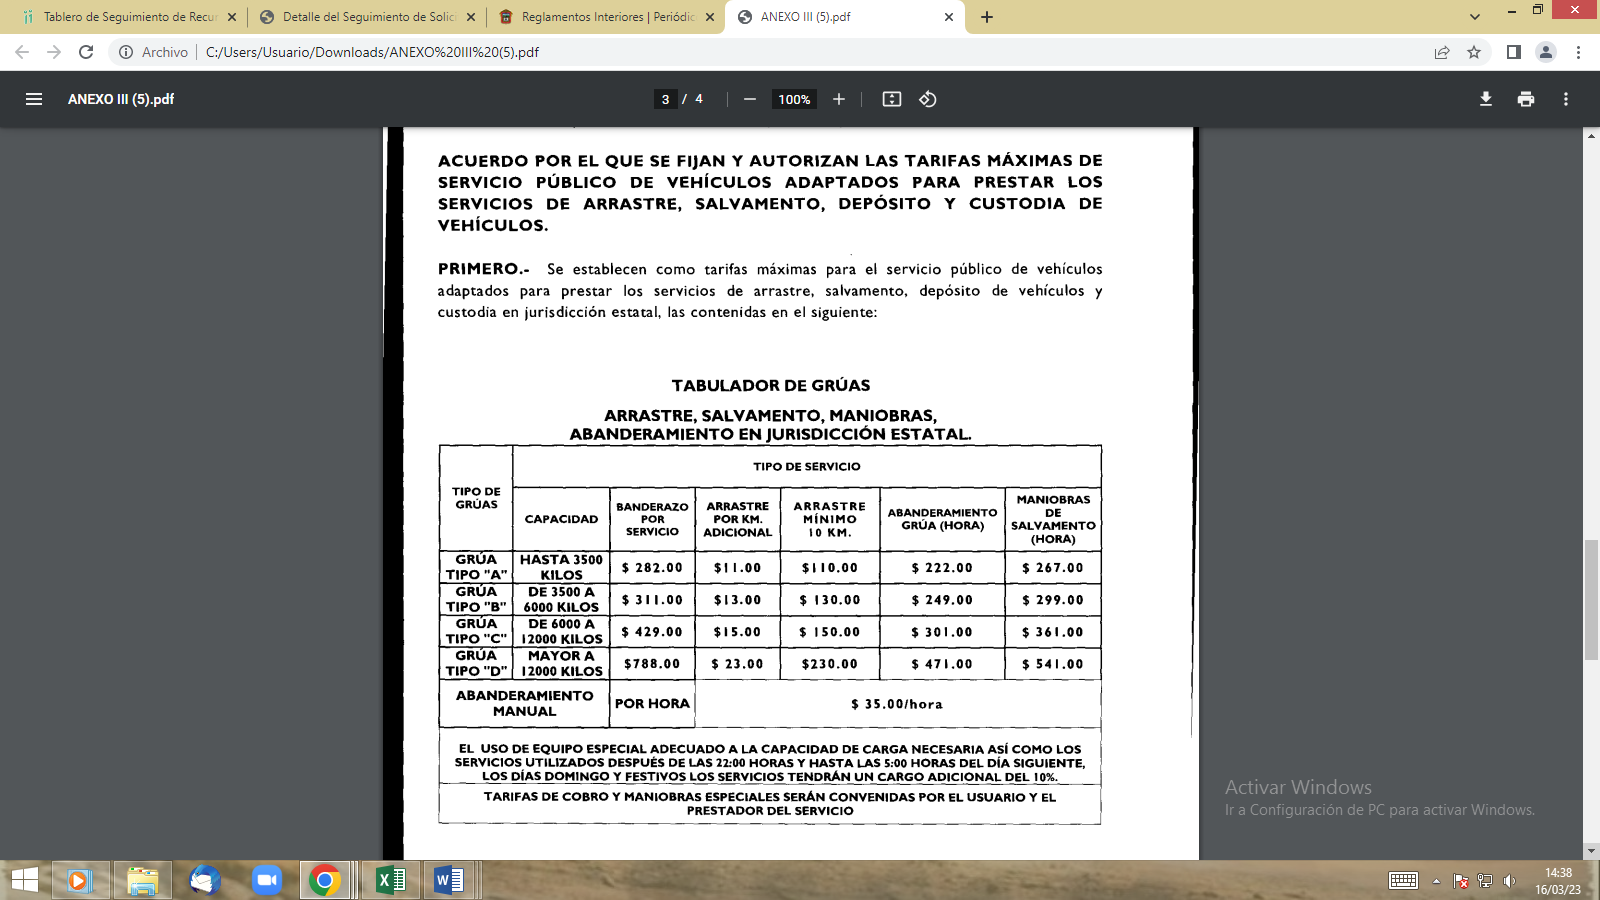 Tablero de Seguimiento de Recur
Detalle del Seguimiento de Solici
Reglamentos Interiores | Periódic
ANEXO III (5).pdf
Archivo
C:/Users/Usuario/Downloads/ANEXO%20III%20(5).pdf
ANEXO III (5).pdf
3 / 4
100%
ACUERDO POR EL QUE SE FIJAN Y AUTORIZAN LAS TARIFAS MÁXIMAS DE
SERVICIO PÚBLICO DE VEHÍCULOS ADAPTADOS PARA PRESTAR LOS
SERVICIOS DE ARRASTRE, SALVAMENTO, DEPÓSITO Y CUSTODIA DE
VEHÍCULOS.
PRIMERO.- Se establecen como tarifas máximas para el servicio público de vehículos
adaptados para prestar los servicios de arrastre, salvamento, depósito de vehículos y
custodia en jurisdicción estatal, las contenidas en el siguiente:
TABULADOR DE GRÚAS
ARRASTRE, SALVAMENTO, MANIOBRAS,
ABANDERAMIENTO EN JURISDICCIÓN ESTATAL.
TIPO DE GRÚAS
TIPO DE SERVICIO
CAPACIDAD
BANDERAZO POR SERVICIO
ARRASTRE POR KM. ADICIONAL
ARRASTRE MÍNIMO 10 KM.
ABANDERAMIENTO GRÚA (HORA)
MANIOBRAS DE SALVAMENTO (HORA)
GRÚA TIPO "A" HASTA 3500 KILOS $ 282.00 $11.00 $110.00 $ 222.00 $ 267.00
GRÚA TIPO "B" DE 3500 A 6000 KILOS $ 311.00 $13.00 $ 130.00 $ 249.00 $ 299.00
GRÚA TIPO "C" DE 6000 A 12000 KILOS $ 429.00 $15.00 $ 150.00 $ 301.00 $ 361.00
GRÚA TIPO "D" MAYOR A 12000 KILOS $788.00 $ 23.00 $230.00 $ 471.00 $ 541.00
ABANDERAMIENTO MANUAL POR HORA $ 35.00/hora
EL USO DE EQUIPO ESPECIAL ADECUADO A LA CAPACIDAD DE CARGA NECESARIA ASÍ COMO LOS
SERVICIOS UTILIZADOS DESPUÉS DE LAS 22:00 HORAS Y HASTA LAS 5:00 HORAS DEL DÍA SIGUIENTE,
LOS DÍAS DOMINGO Y FESTIVOS LOS SERVICIOS TENDRÁN UN CARGO ADICIONAL DEL 10%.
TARIFAS DE COBRO Y MANIOBRAS ESPECIALES SERÁN CONVENIDAS POR EL USUARIO Y EL
PRESTADOR DEL SERVICIO
Activar Windows
Ir a Configuración de PC para activar Windows.
14:38
16/03/23